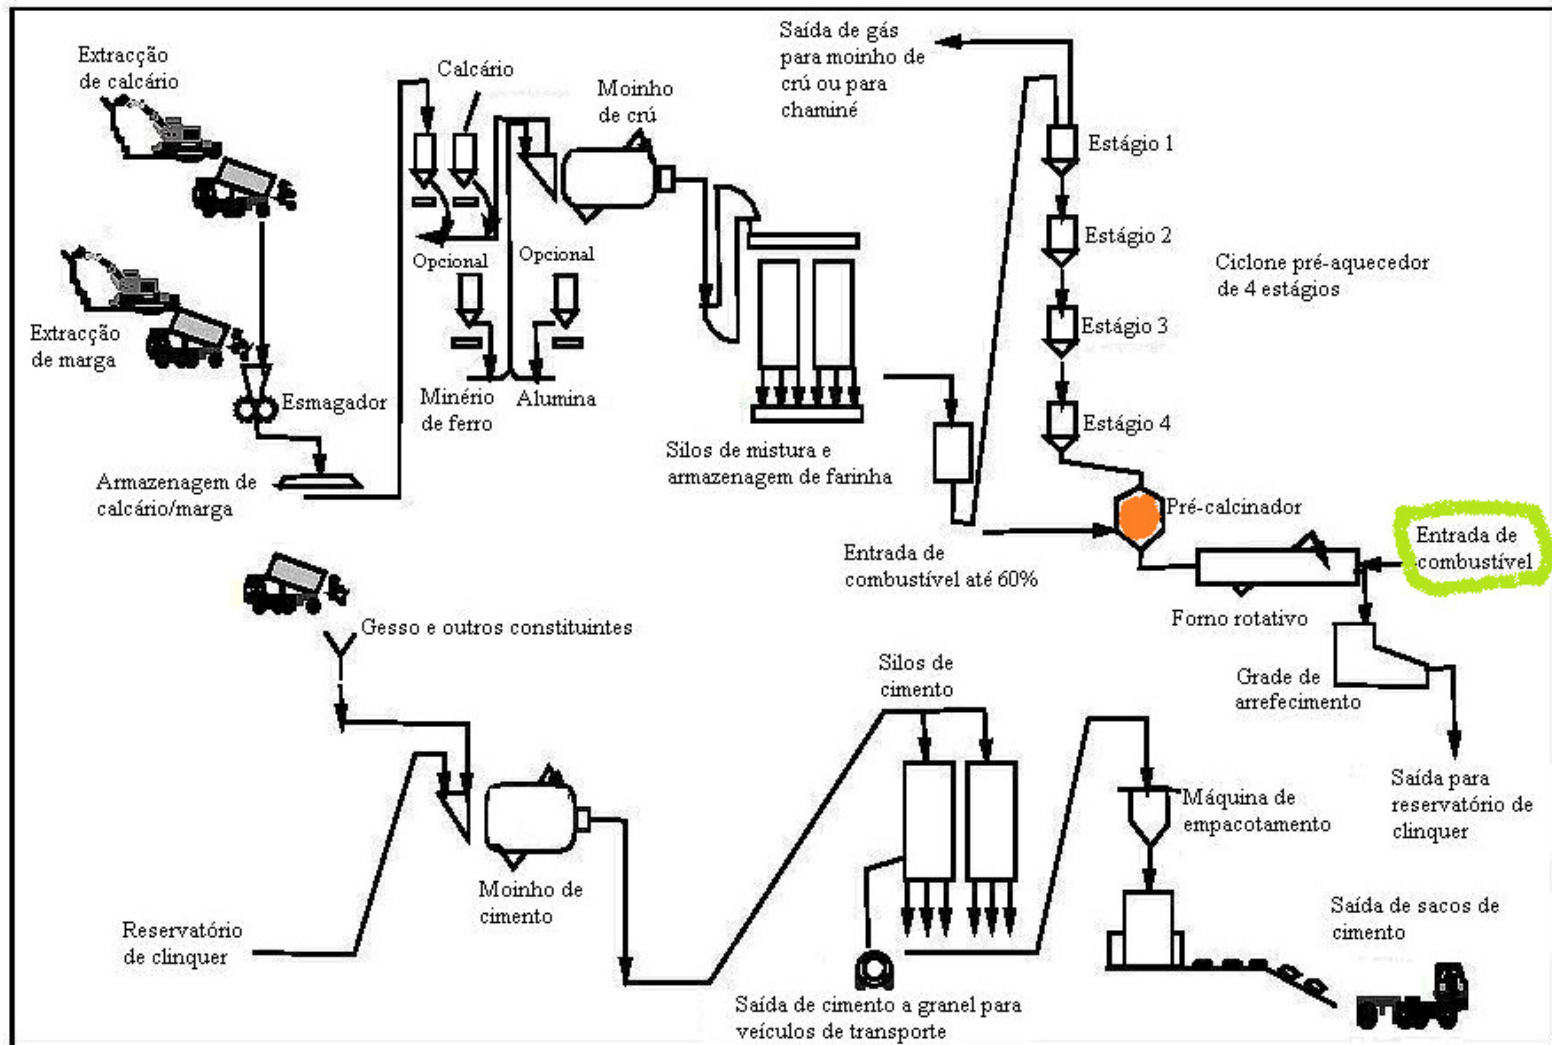 Extracção
de calcário
Calcário
Moinho
de crú
Saída de gás
para moinho de
crú ou para
chaminé
Estágio 1
Estágio 2
Estágio 3
Estágio 4
Ciclone pré-aquecedor
de 4 estágios
Extracção
de marga
Opcional
Opcional
Esmagador
Minério
de ferro
Alumina
Silos de mistura e
armazenagem de farinha
Armazenagem de
calcário/marga
Pré-calcinador
Entrada de
combustível até 60%
Entrada de
combustível
Forno rotativo
Grade de
arrefecimento
Gesso e outros constituintes
Silos de
cimento
Saída para
reservatório de
clinquer
Máquina de
empacotamento
Moinho de
cimento
Reservatório
de clinquer
Saída de sacos de
cimento
Saída de cimento a granel para
veículos de transporte